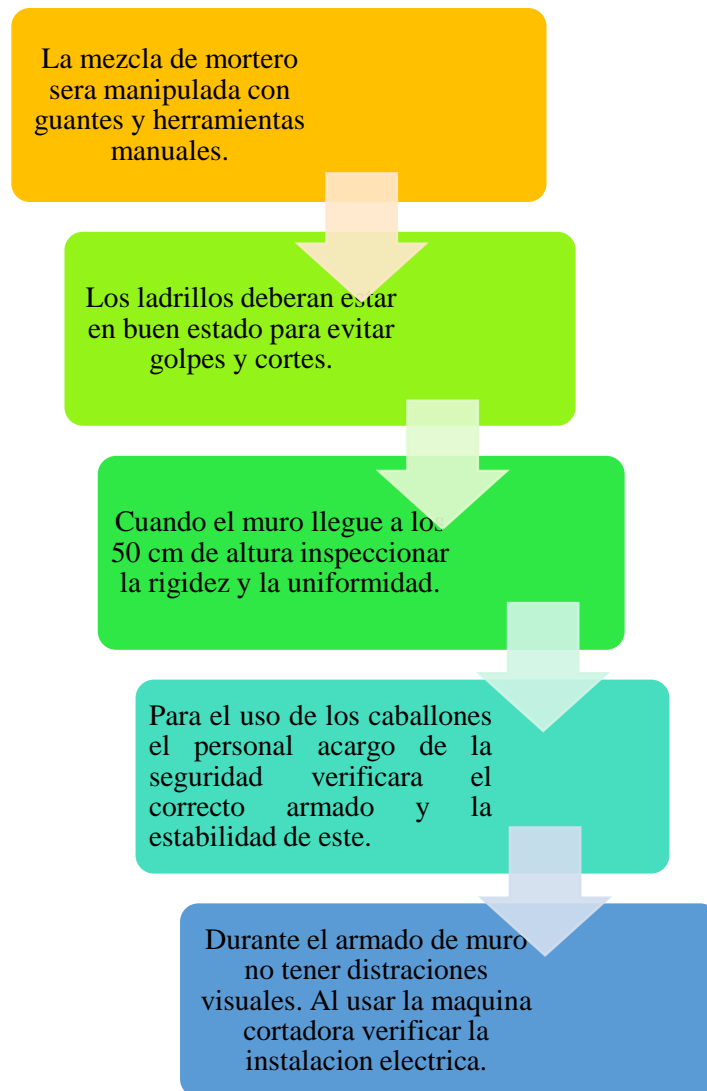 La mezcla de mortero
sera manipulada con
guantes y herramientas
manuales.
Los ladrillos deberan estar
en buen estado para evitar
golpes y cortes.
Cuando el muro llegue a los
50 cm de altura inspeccionar
la rigidez y la uniformidad.
Para el uso de los caballones
el personal acargo de la
seguridad verificara el
correcto armado y la
estabilidad de este.
Durante el armado de muro
no tener distraciones
visuales. Al usar la maquina
cortadora verificar la
instalacion electrica.